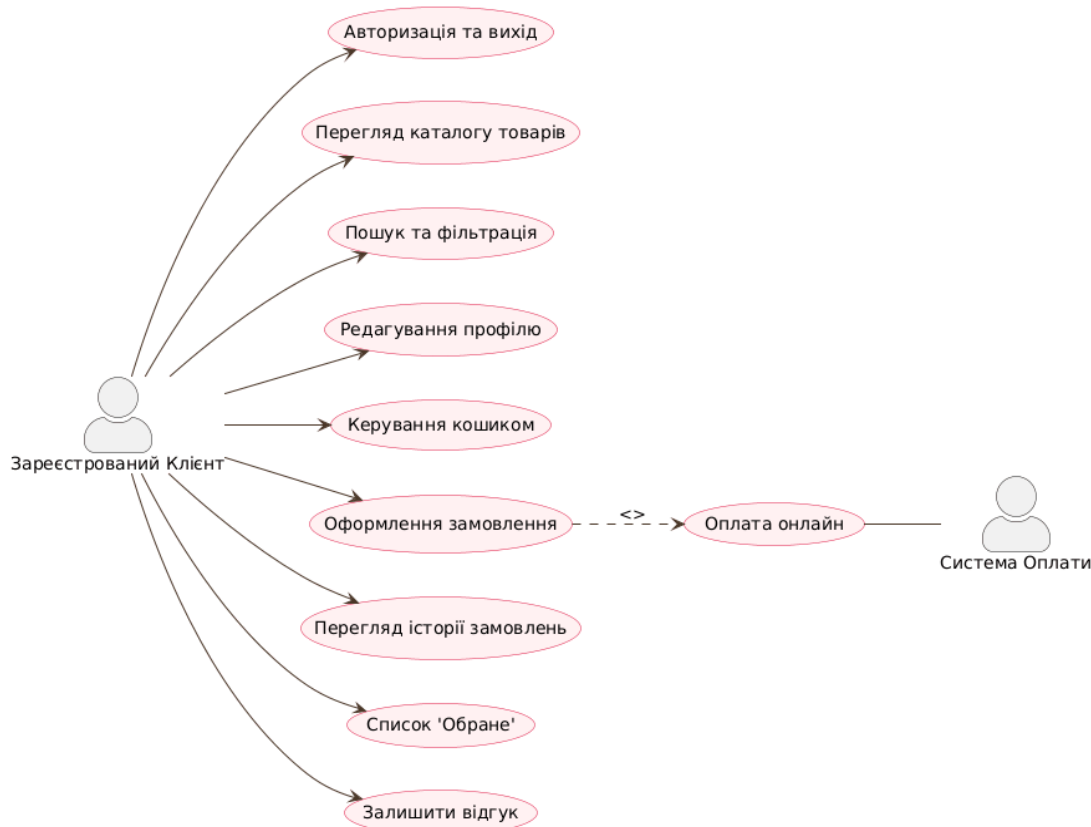 Авторизація та вихід
Перегляд каталогу товарів
Пошук та фільтрація
Редагування профілю
Керування кошиком
Зареєстрований Клієнт
Оформлення замовлення
<>
Оплата онлайн
Система Оплати
Перегляд історії замовлень
Список 'Обране'
Залишити відгук